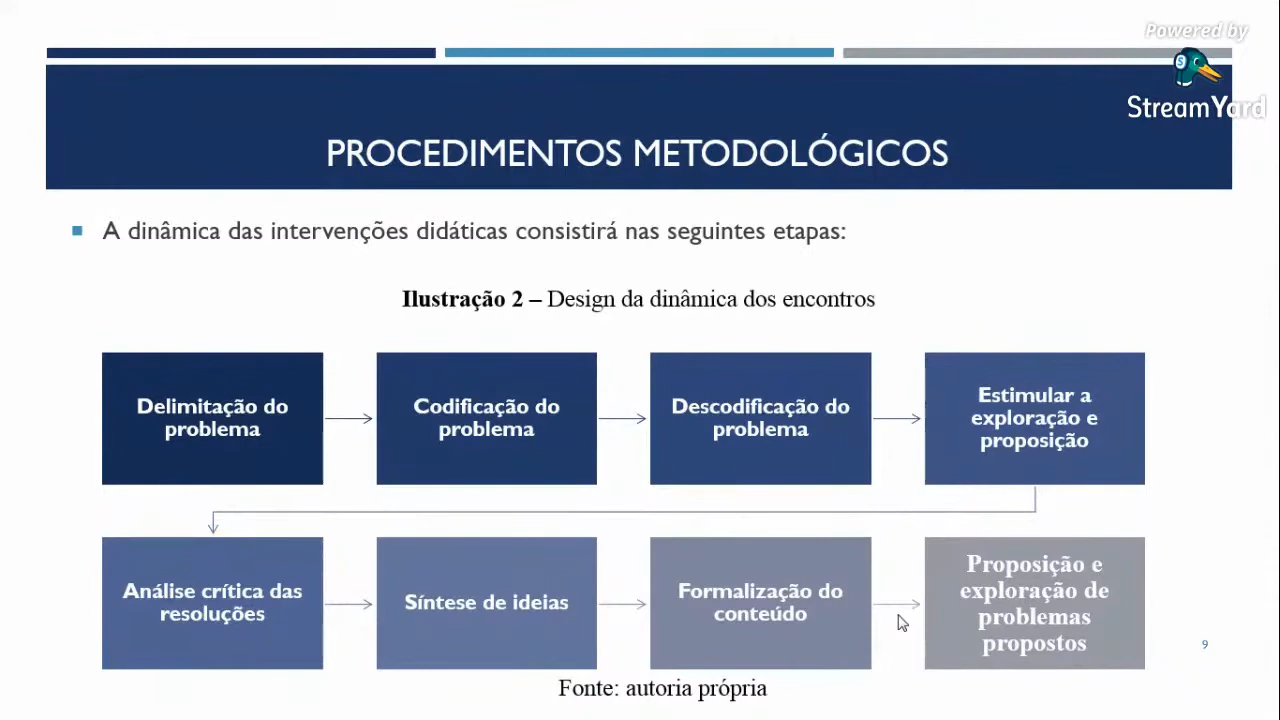 Powered by
StreamYard
PROCEDIMENTOS METODOLÓGICOS
A dinâmica das intervenções didáticas consistirá nas seguintes etapas:
Ilustração 2 – Design da dinâmica dos encontros
Delimitação do
problema
Codificação do
problema
Descodificação do
problema
Estimular a
exploração e
proposição
Análise crítica das
resoluções
Síntese de ideias
Formalização do
conteúdo
Proposição e
exploração de
problemas
propostos
9
Fonte: autoria própria